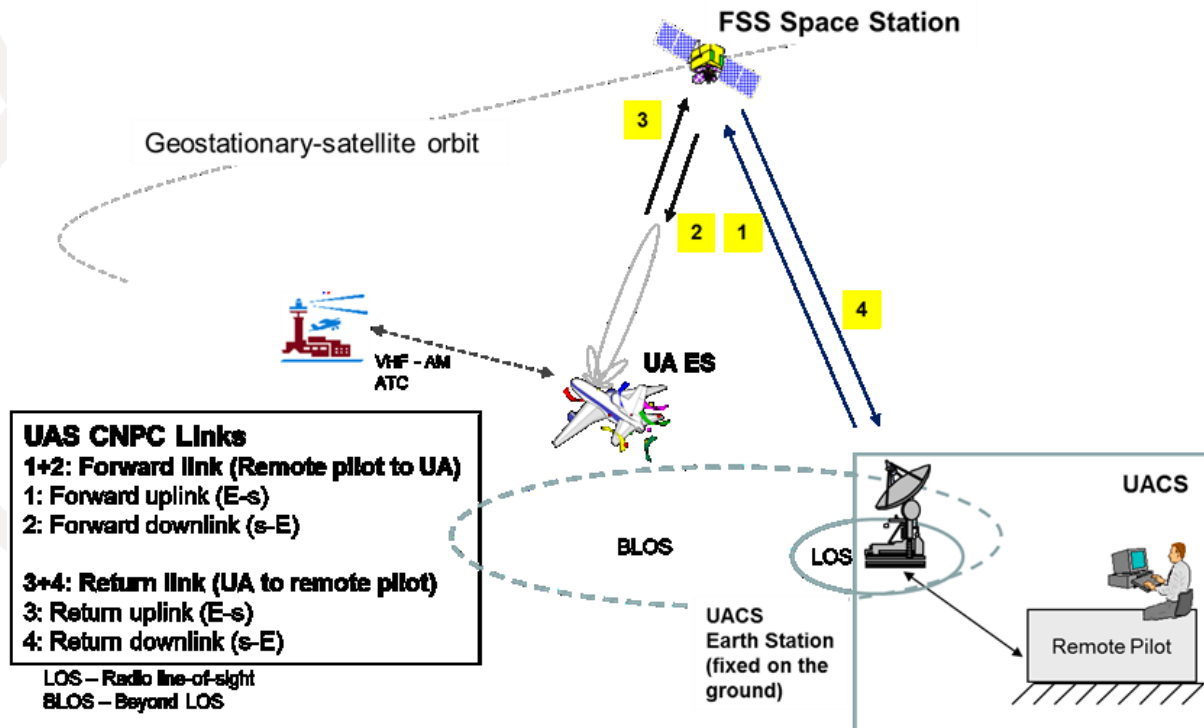 FSS Space Station
3
Geostationary-satellite orbit
2
1
4
VHF - AM
ATC
UA ES
UAS CNPC Links
1+2: Forward link (Remote pilot to UA)
1: Forward uplink (E-s)
2: Forward downlink (s-E)
3+4: Return link (UA to remote pilot)
3: Return uplink (E-s)
4: Return downlink (s-E)
LOS – Radio line-of-sight
BLOS – Beyond LOS
BLOS
LOS
UACS
UACS
Earth Station
(fixed on the
ground)
Remote Pilot